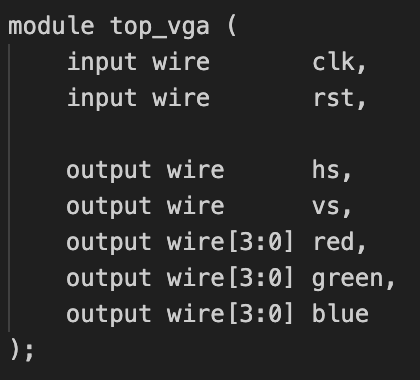 module top_vga (
    input wire       clk,
    input wire       rst,

    output wire      hs,
    output wire      vs,
    output wire[3:0] red,
    output wire[3:0] green,
    output wire[3:0] blue
);